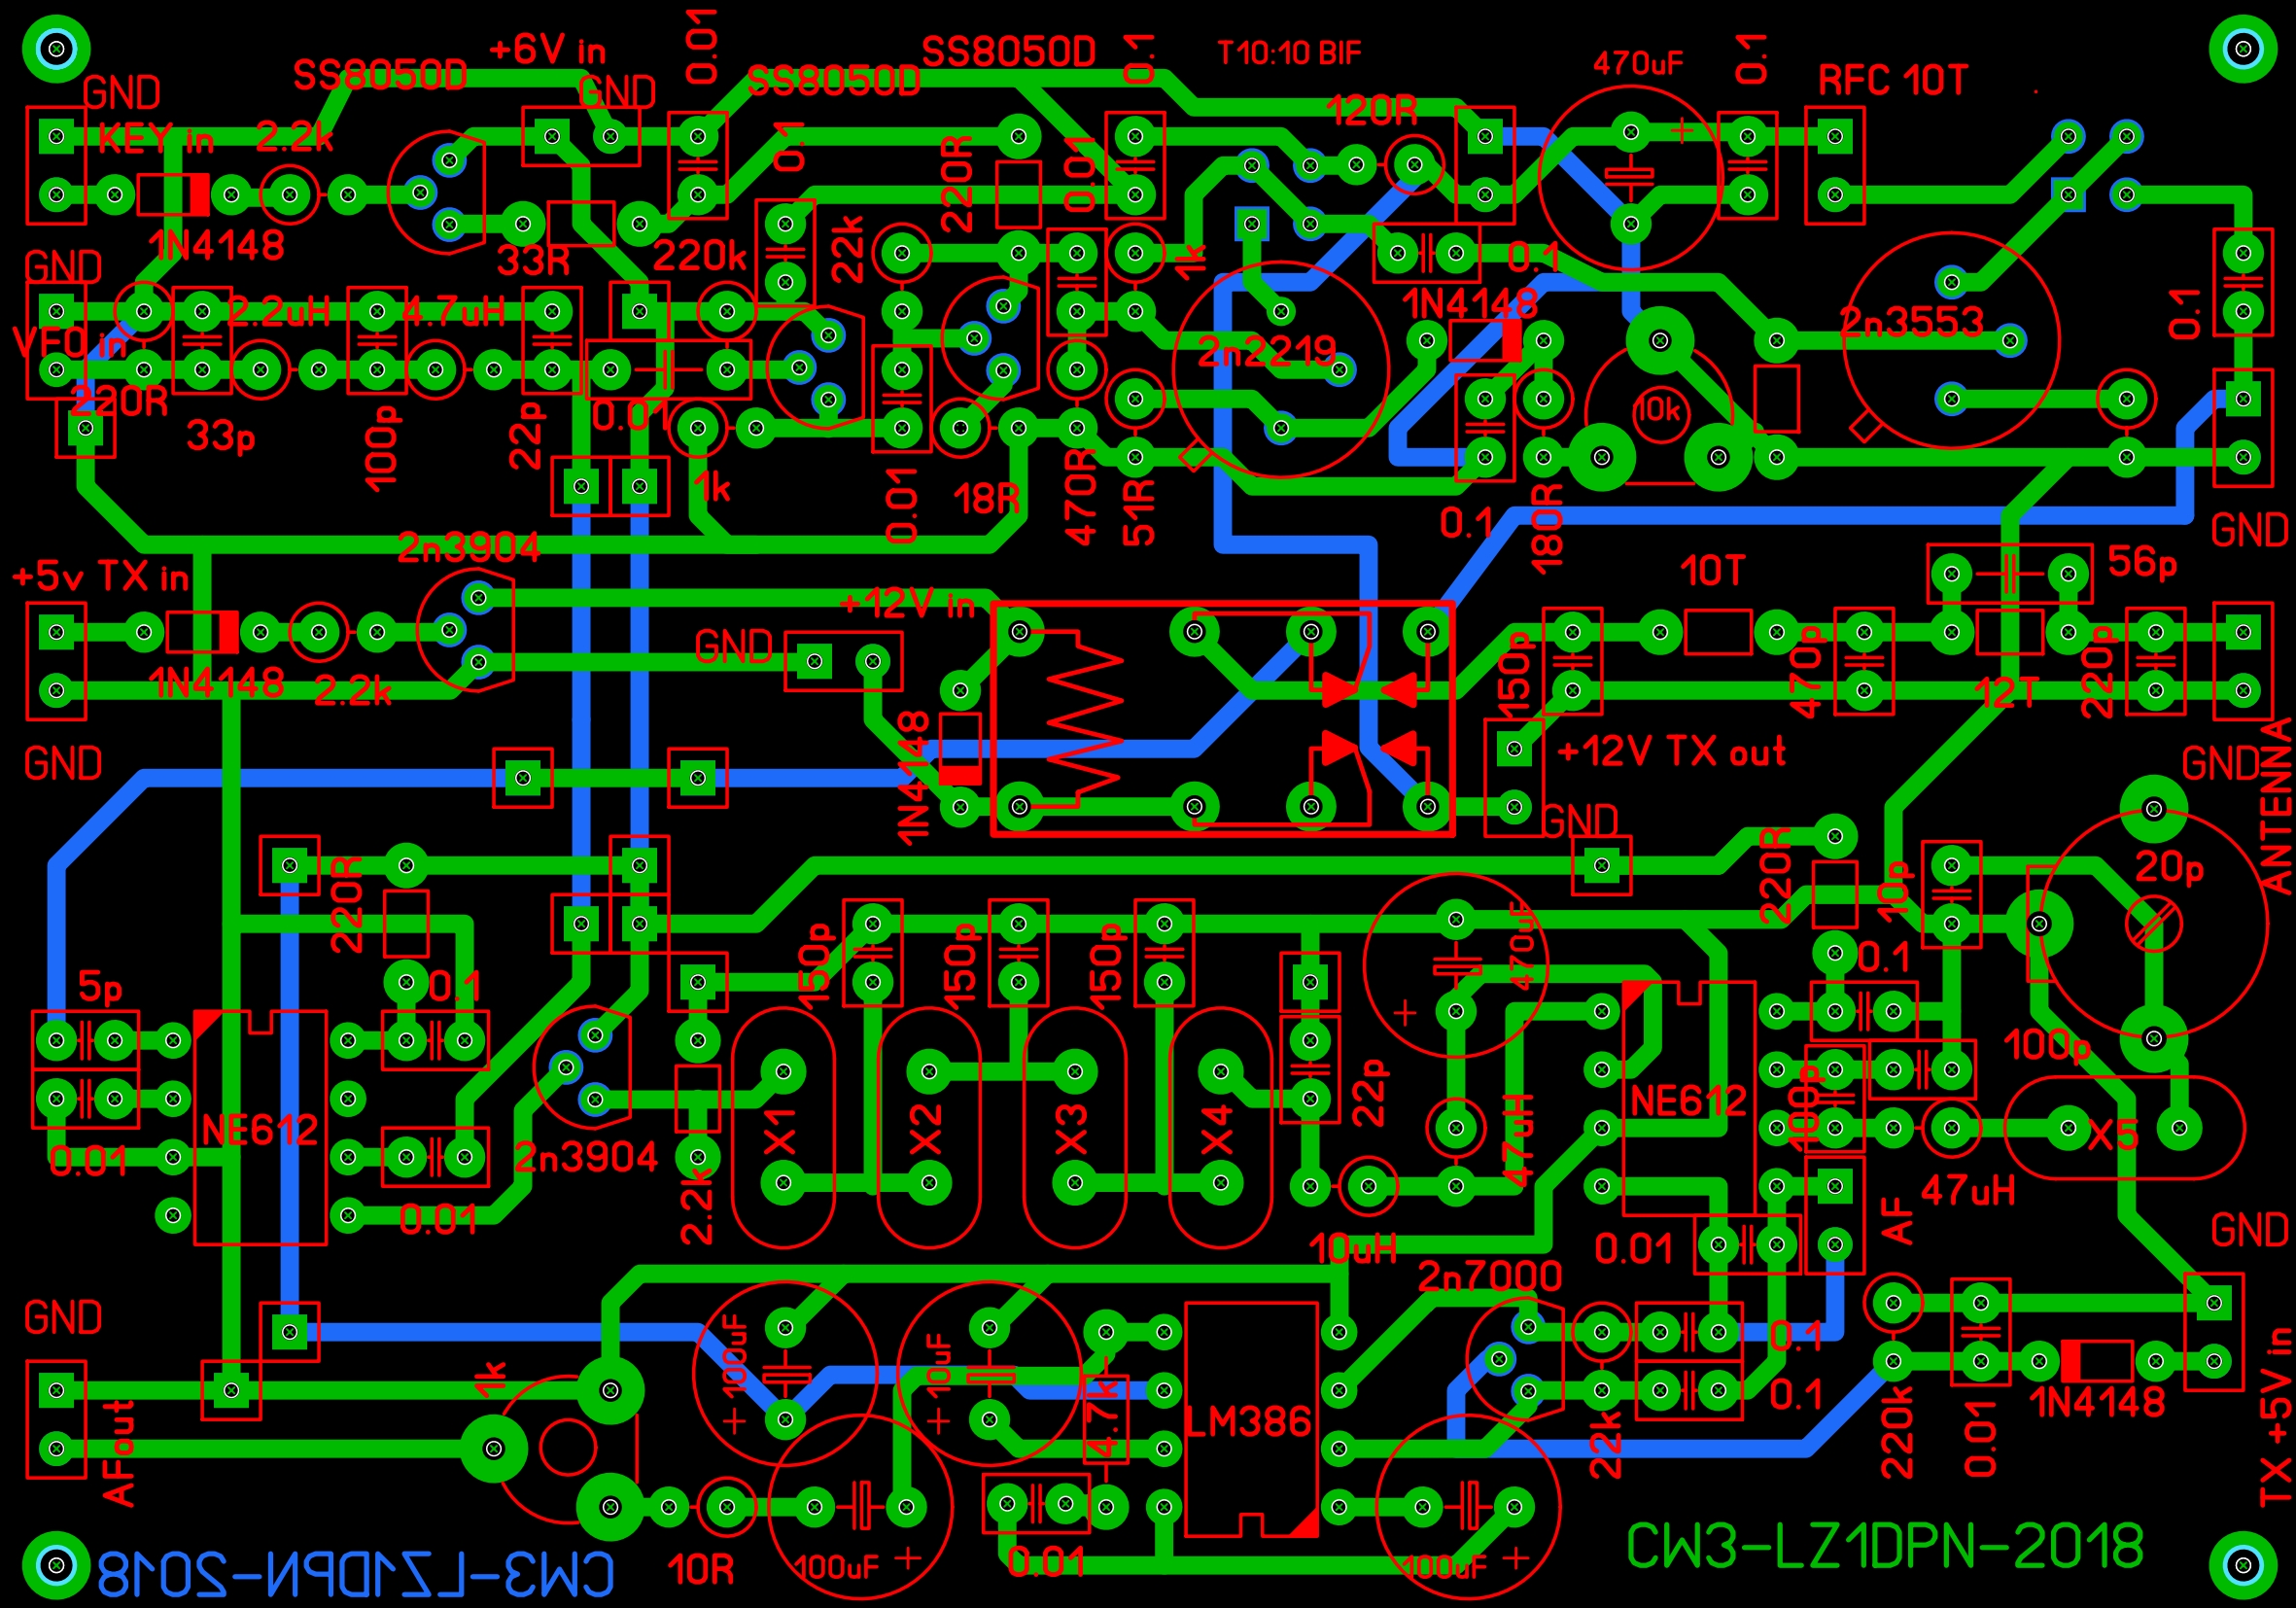 +6V in
0.01
SS8050D
0.1
T10:10 BIF
470uF
0.1
SS8050D
SS8050D
RFC 10T
GND
GND
KEY in
2.2k
0.1
220R
0.01
120R
1N4148
33R
220k
22k
1k
0.1
GND
2.2uH
4.7uH
1N4148
2n3553
0.1
VFO in
2n2219
220R
33p
100p
22p
0.01
10k
1k
0.01
18R
470R
51R
0.1
180R
GND
2n3904
+5v TX in
+12V in
10T
56p
GND
1N4148
2.2k
150p
470p
12T
220p
GND
1N4148
+12V TX out
GND
ANTENNA
GND
220R
220R
10p
20p
5p
0.1
150p
150p
150p
470uF
0.1
100p
NE612
0.01
2n3904
X1
X2
X3
X4
22p
47uH
NE612
100p
X5
0.01
2.2k
47uH
AF
GND
10uH
0.01
2n7000
GND
1k
100uF
10uF
4.7k
LM386
0.1
0.1
22k
220k
0.01
1N4148
TX +5V in
AFout
10R
100uF
0.01
100uF
CW3-LZ1DPN-2018
CW3-LZ1DPN-2018